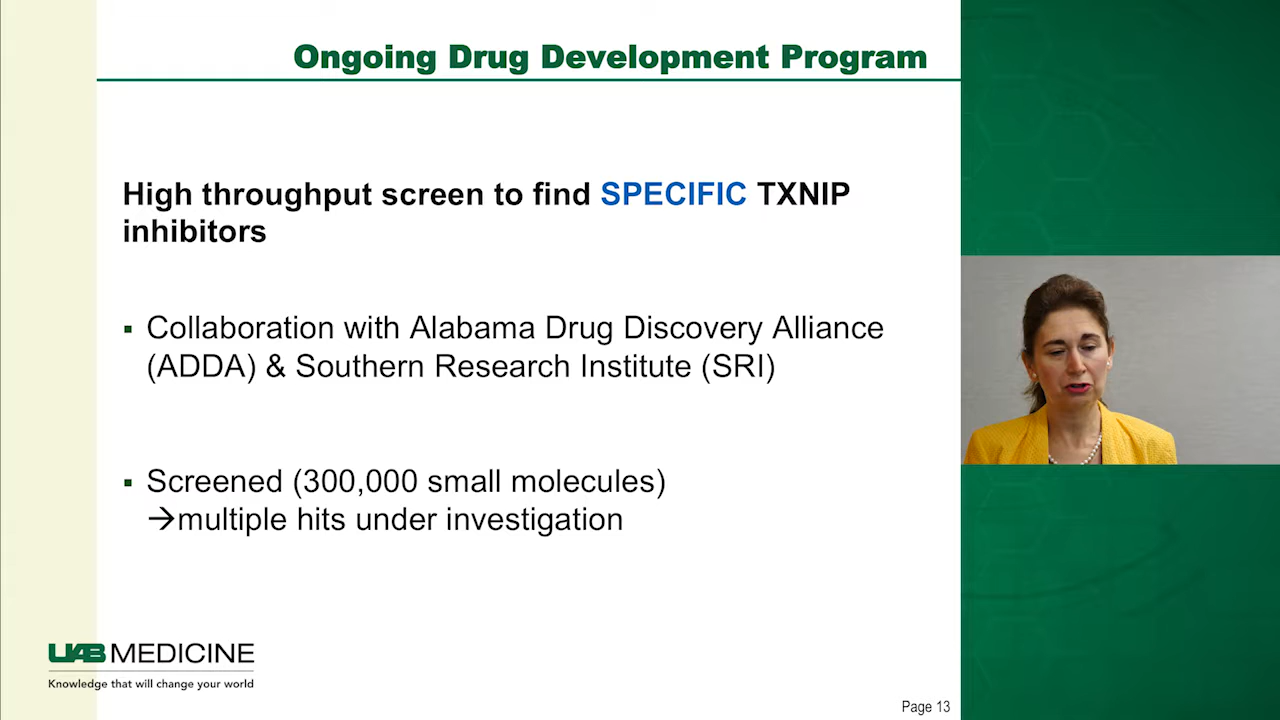 Ongoing Drug Development Program
High throughput screen to find SPECIFIC TXNIP
inhibitors
▪ Collaboration with Alabama Drug Discovery Alliance
(ADDA) & Southern Research Institute (SRI)
▪ Screened (300,000 small molecules)
→multiple hits under investigation
UAB MEDICINE
Knowledge that will change your world
Page 13